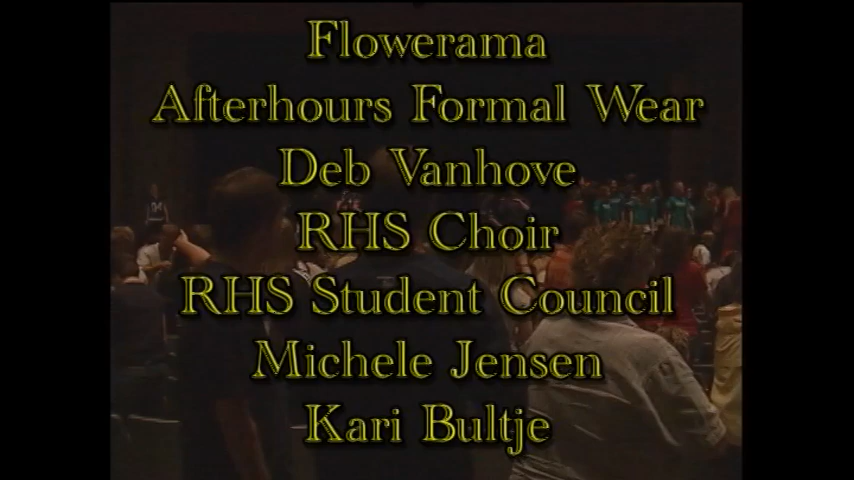 Flowerama
Afterhours Formal Wear
Deb Vanhove
RHS Choir
RHS Student Council
Michele Jensen
Kari Bultje